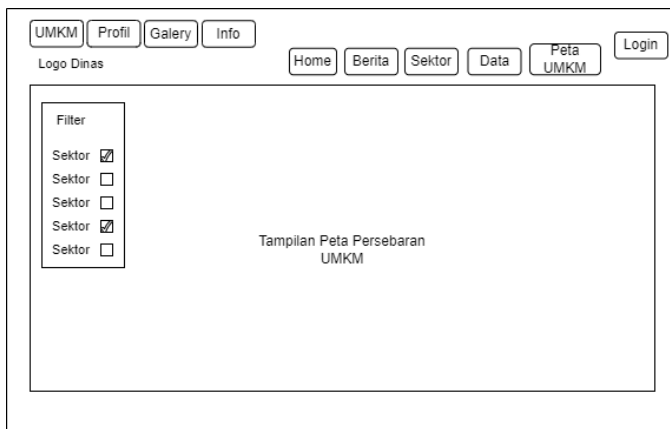 UMKM Profil Galery Info
Login
Logo Dinas
Home Berita Sektor Data Peta UMKM
Filter
Sektor
Sektor
Sektor
Sektor
Sektor
Tampilan Peta Persebaran
UMKM